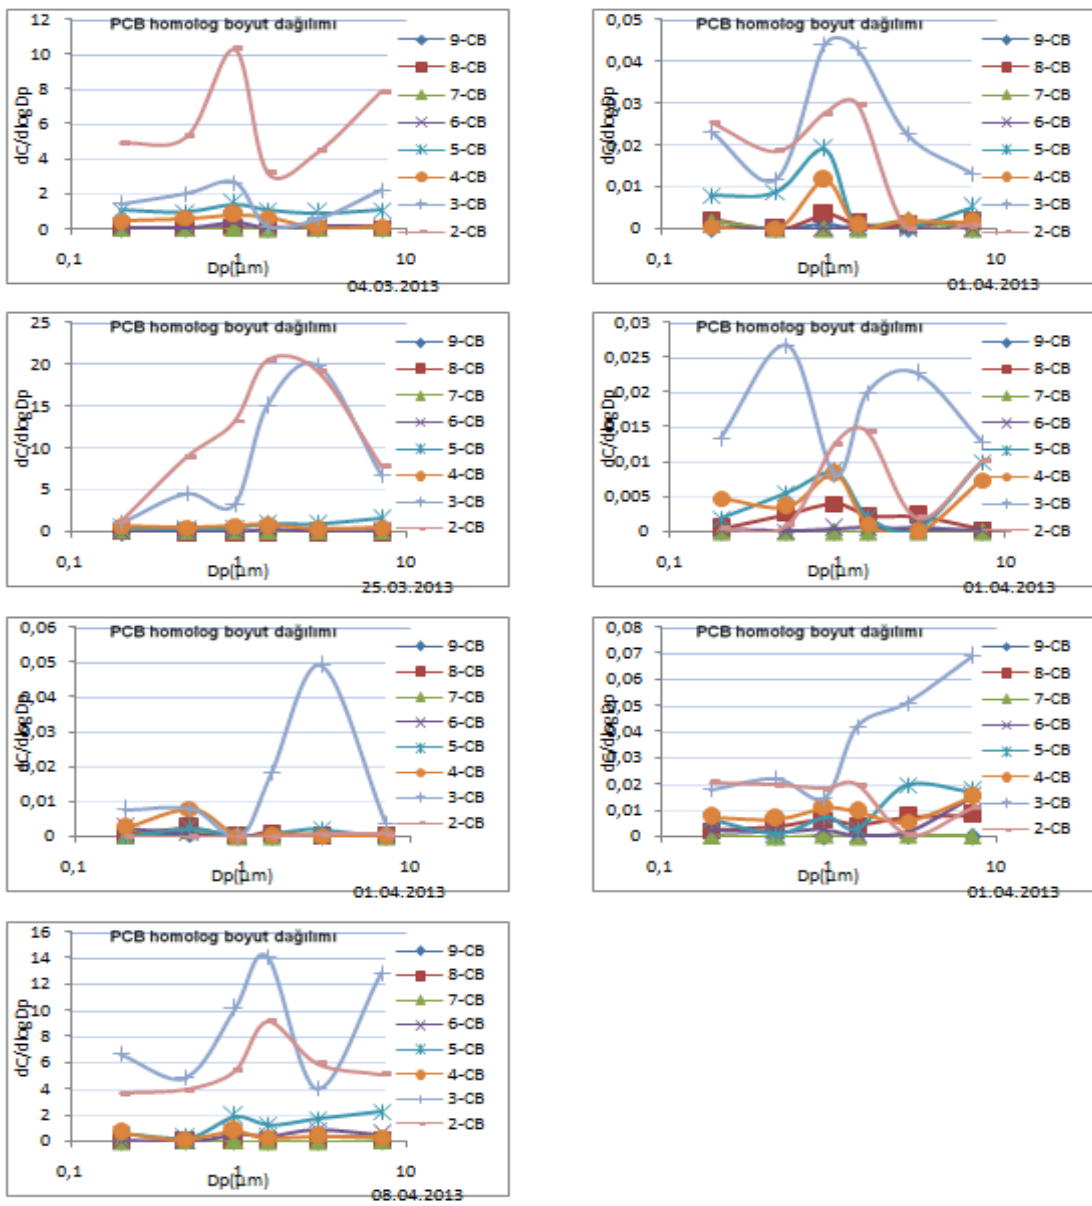 PCB homolog boyut dağılımı
12
10
8
6
4
2
0
dC/dlogDp
0,1
1
10
Dp(µm)
04.03.2013
9-CB
8-CB
7-CB
6-CB
5-CB
4-CB
3-CB
2-CB
PCB homolog boyut dağılımı
0,05
0,04
0,03
0,02
0,01
0
dC/dlogDp
0,1
1
10
Dp(µm)
01.04.2013
9-CB
8-CB
7-CB
6-CB
5-CB
4-CB
3-CB
2-CB
PCB homolog boyut dağılımı
25
20
15
10
5
0
dC/dlogDp
0,1
1
10
Dp(µm)
25.03.2013
9-CB
8-CB
7-CB
6-CB
5-CB
4-CB
3-CB
2-CB
PCB homolog boyut dağılımı
0,03
0,025
0,02
0,015
0,01
0,005
0
dC/dlogDp
0,1
1
10
Dp(µm)
01.04.2013
9-CB
8-CB
7-CB
6-CB
5-CB
4-CB
3-CB
2-CB
PCB homolog boyut dağılımı
0,06
0,05
0,04
0,03
0,02
0,01
0
dC/dlogDp
0,1
1
10
Dp(µm)
01.04.2013
9-CB
8-CB
7-CB
6-CB
5-CB
4-CB
3-CB
2-CB
PCB homolog boyut dağılımı
0,08
0,07
0,06
0,05
0,04
0,03
0,02
0,01
0
dC/dlogDp
0,1
1
10
Dp(µm)
01.04.2013
9-CB
8-CB
7-CB
6-CB
5-CB
4-CB
3-CB
2-CB
PCB homolog boyut dağılımı
16
14
12
10
8
6
4
2
0
dC/dlogDp
0,1
1
10
Dp(µm)
08.04.2013
9-CB
8-CB
7-CB
6-CB
5-CB
4-CB
3-CB
2-CB